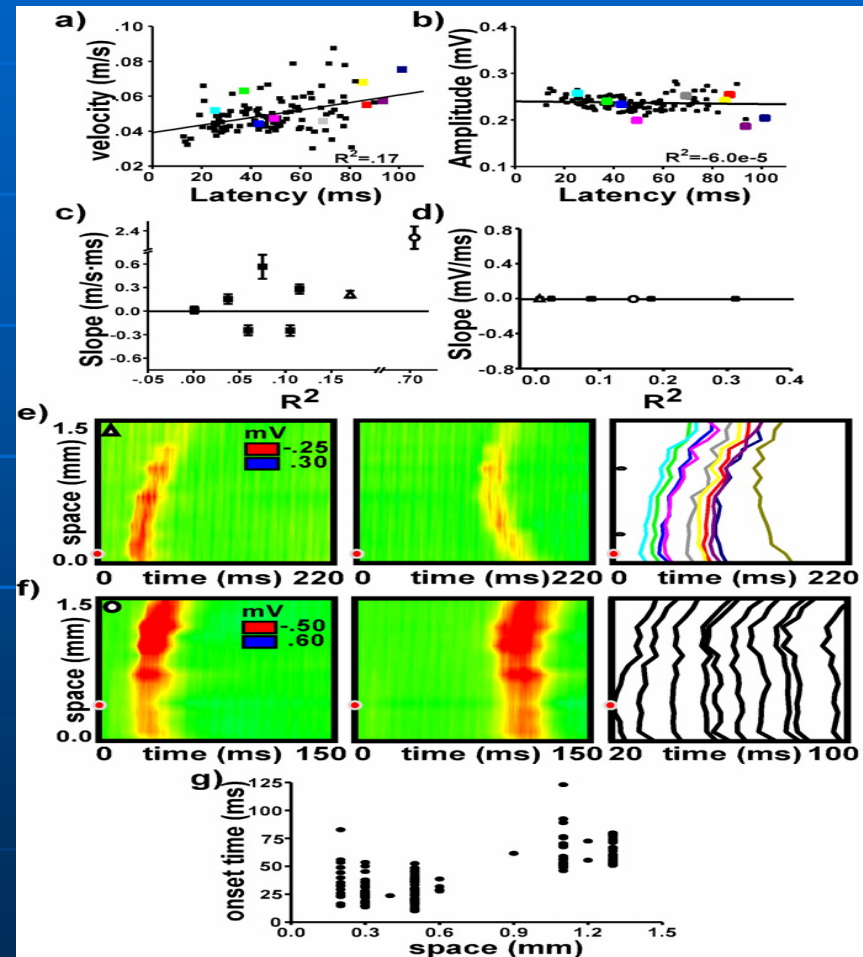 a)
velocity (m/s)
.10
.08
.06
.04
.02
0 20 40 60 80 100
R²=.17
Latency (ms)
b)
Amplitude (mV)
0.4
0.3
0.2
0.1
0 20 40 60 80 100
R²=-6.0e-5
Latency (ms)
c)
Slope (m/s·ms)
2.4
0.6
0.3
0.0
-0.3
-0.6
-.05 .00 .05 .10 .15 .70
R²
d)
Slope (mV/ms)
0.8
0.4
0.0
-0.4
-0.8
0.0 0.1 0.2 0.3 0.4
R²
e)
space (mm)
1.5
0.0
mV
-.25
.30
0 time (ms) 220
0 time (ms) 220
0 time (ms) 220
f)
space (mm)
1.5
0.0
mV
-.50
.60
0 time (ms) 150
0 time (ms) 150
20 time (ms) 100
g)
onset time (ms)
125
100
75
50
25
0
0.0 0.3 0.6 0.9 1.2 1.5
space (mm)